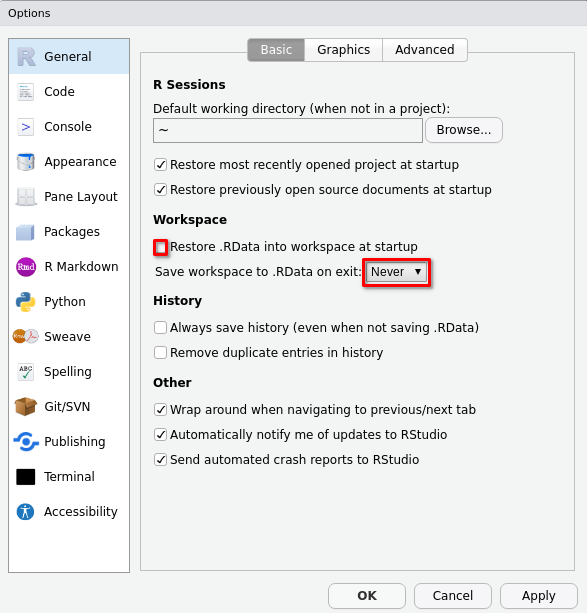 Options
General
Code
Console
Appearance
Pane Layout
Packages
Rmd
R Markdown
Python
Sweave
ABC
Spelling
Git/SVN
Publishing
Terminal
Accessibility
Basic Graphics Advanced
R Sessions
Default working directory (when not in a project):
~ Browse...
Restore most recently opened project at startup
Restore previously open source documents at startup
Workspace
Restore .RData into workspace at startup
Save workspace to .RData on exit: Never
History
Always save history (even when not saving .RData)
Remove duplicate entries in history
Other
Wrap around when navigating to previous/next tab
Automatically notify me of updates to RStudio
Send automated crash reports to RStudio
OK Cancel Apply